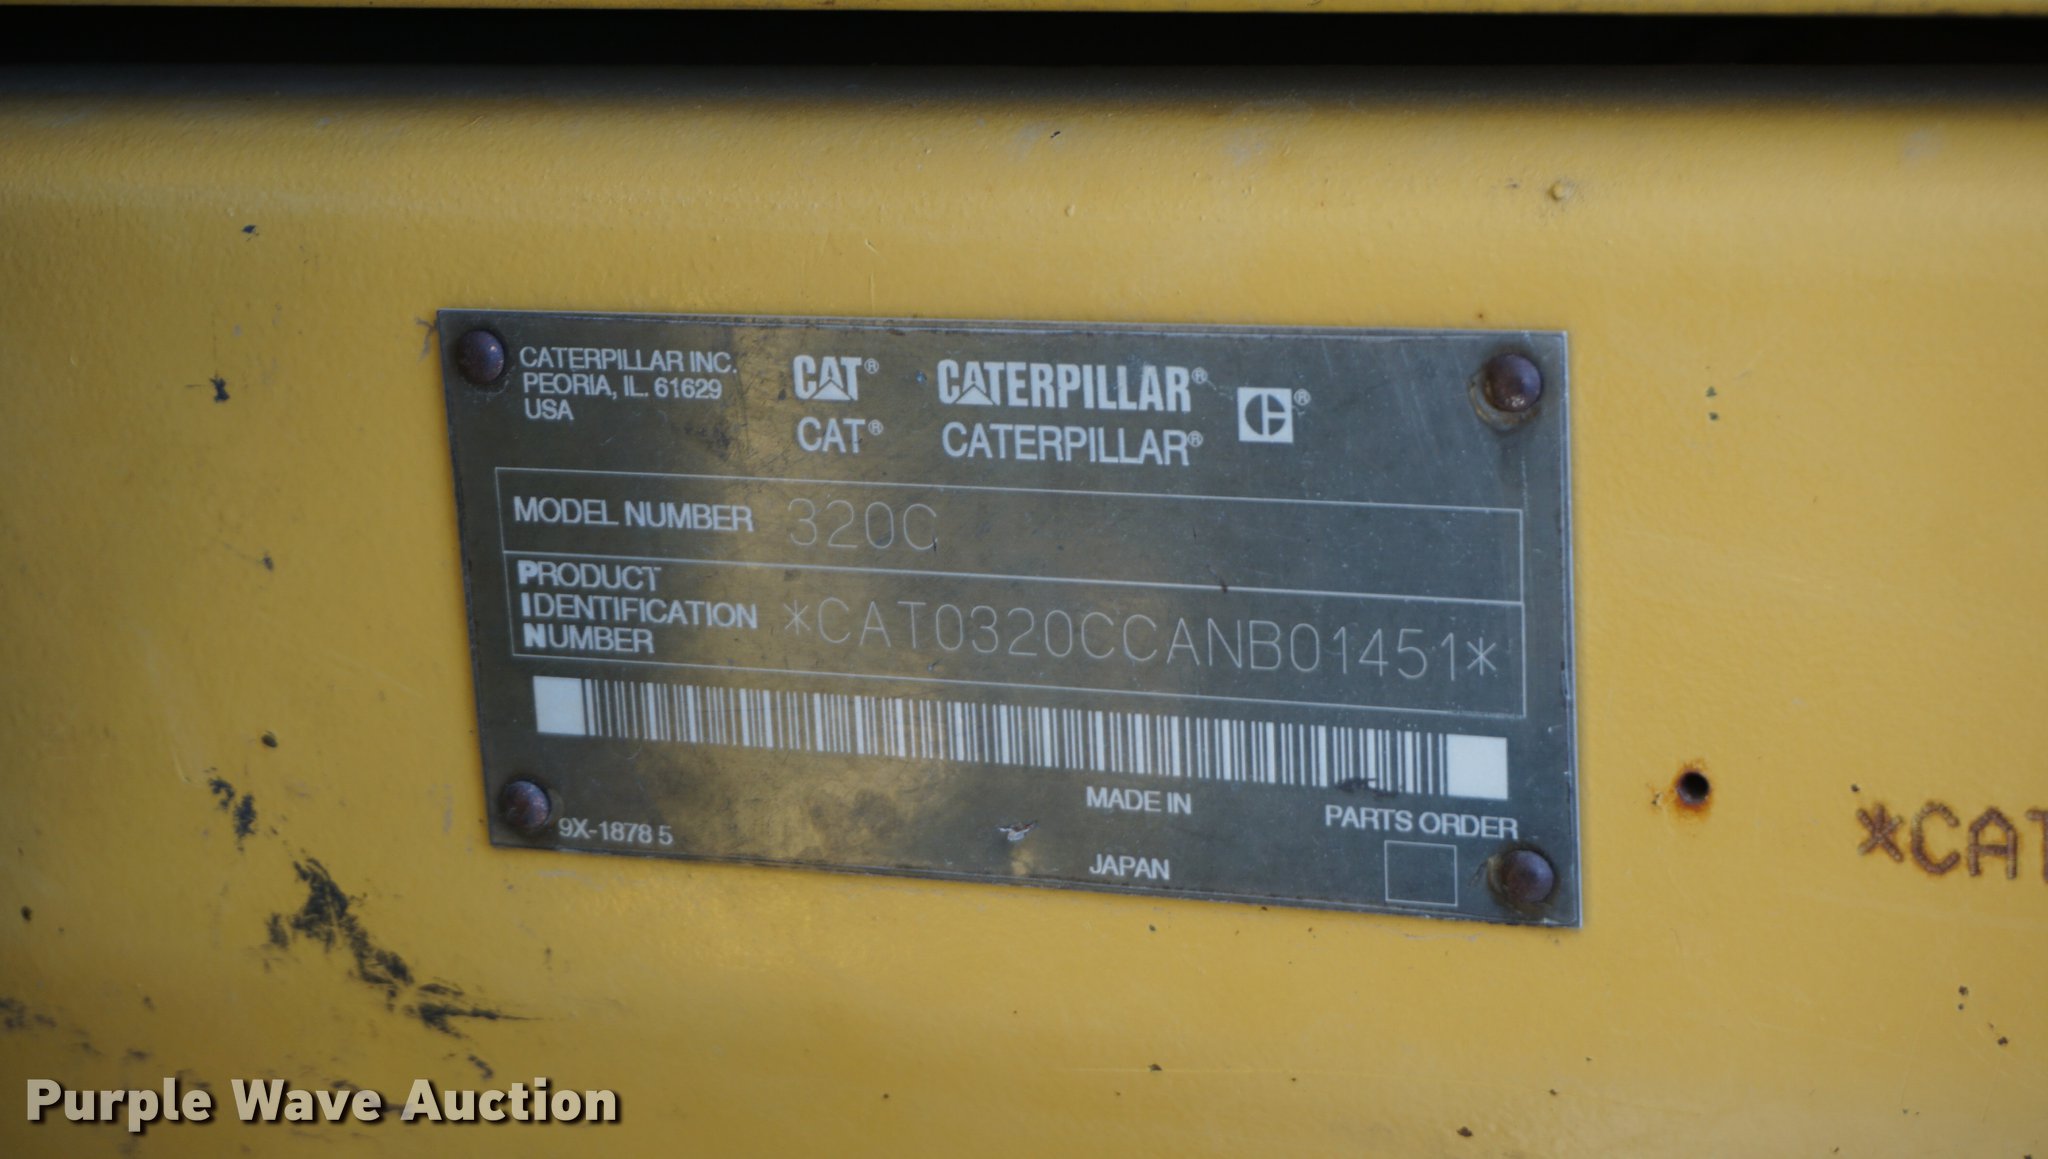 CATERPILLAR INC.
PEORIA, IL. 61629
USA
CAT® CATERPILLAR®
CAT® CATERPILLAR®
MODEL NUMBER 320C
PRODUCT
IDENTIFICATION
NUMBER
*CAT0320CCANB01451*
MADE IN
PARTS ORDER
9X-1878 5
JAPAN
*CAT
Purple Wave Auction